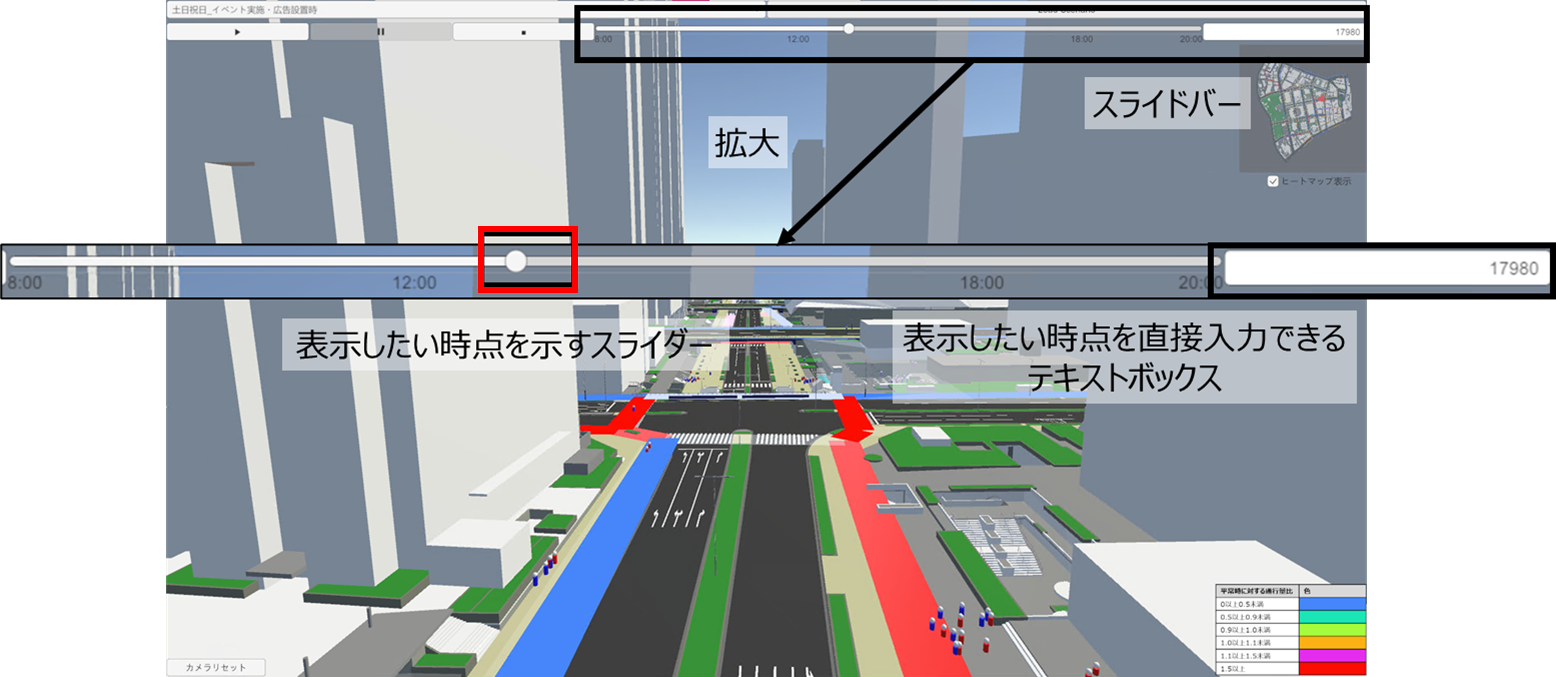 土日祝日_イベント実施・広告設置時
Load Scenario
8:00
12:00
18:00
20:00
17980
スライドバー
拡大
ヒートマップ表示
8:00
12:00
18:00
20:00
17980
表示したい時点を示すスライダー
表示したい時点を直接入力できる
テキストボックス
平常時に対する通行量比 色
0以上0.5未満
0.5以上0.9未満
0.9以上1.0未満
1.0以上1.1未満
1.1以上1.5未満
1.5以上
カメラリセット